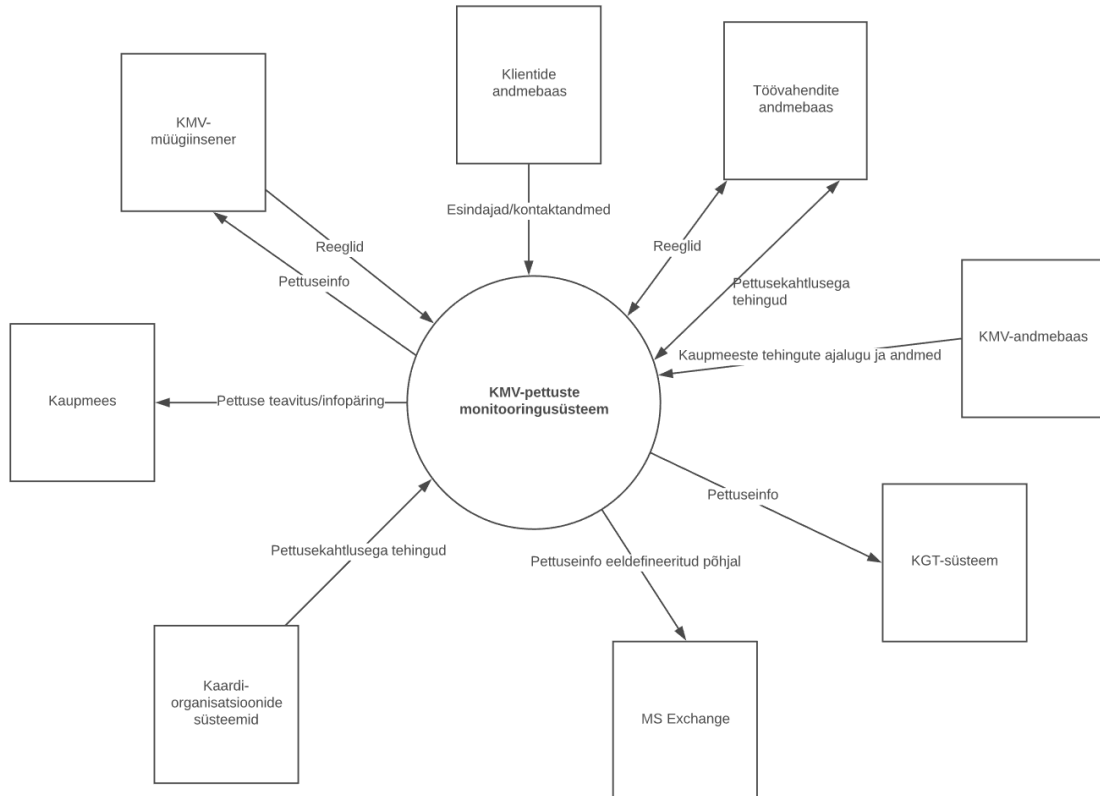 Klientide
andmebaas
Töövahendite
andmebaas
KMV-
müügiinsener
Esindajad/kontaktandmed
Reeglid
Reeglid
Pettuseinfo
Pettusekahtlusega
tehingud
KMV-andmebaas
Kaupmeeste tehingute ajalugu ja andmed
Kaupmees
Pettuse teavitus/infopäring
KMV-pettuste
monitooringusüsteem
Pettuseinfo
Pettusekahtlusega tehingud
Pettuseinfo eeldefineeritud põhjal
KGT-süsteem
Kaardi-
organisatsioonide
süsteemid
MS Exchange